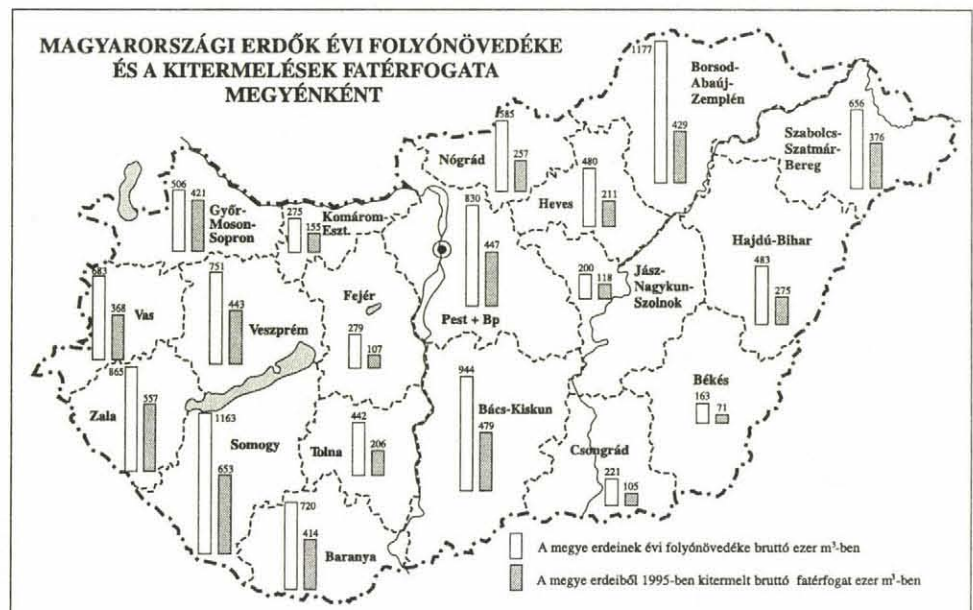 MAGYARORSZÁGI ERDŐK ÉVI FOLYÓNÖVEDÉKE
ÉS A KITERMELÉSEK FATÉRFOGATA
MEGYÉNKÉNT
1177
Borsod-
Abaúj-
Zemplén
429
656
Szabolcs-
Szatmár-
Bereg
376
585
Nógrád
257
480
Heves
211
506
421
Győr-
Moson-
Sopron
275
Komárom-
Eszt.
155
830
447
Pest + Bp
200
118
Jász-
Nagykun-
Szolnok
Hajdú-Bihar
483
275
683
368
Vas
751
443
Veszprém
Fejér
279
107
865
557
Zala
1163
Somogy
653
442
Tolna
206
944
Bács-Kiskun
479
Békés
163
71
Csongrád
221
105
720
414
Baranya
A megye erdeinek évi folyónövedéke bruttó ezer m³-ben
A megye erdeiből 1995-ben kitermelt bruttó fatérfogat ezer m³-ben